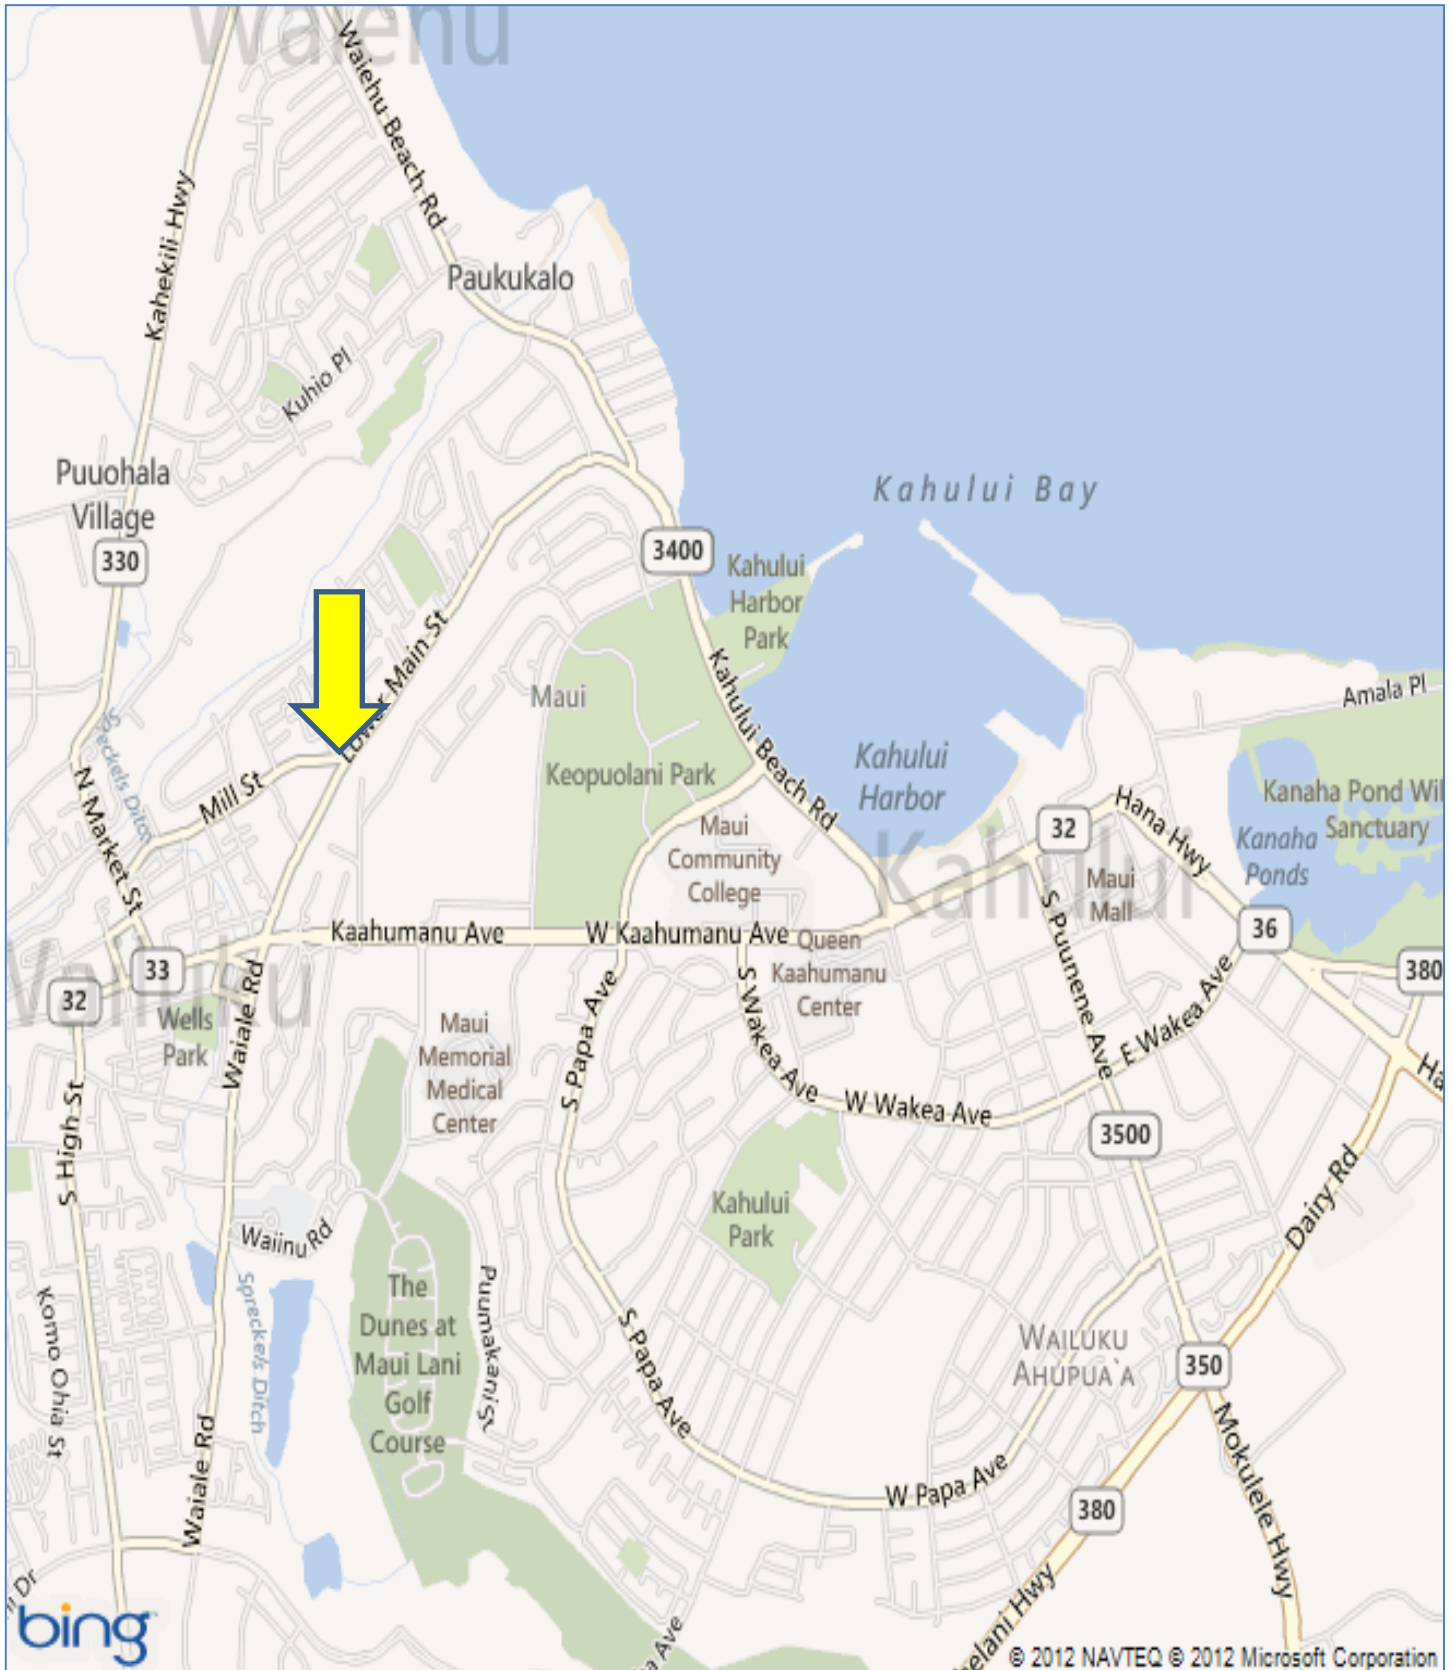 Waiehu
Waiehu Beach Rd
Kahekili Hwy
Paukukalo
Kuhio Pl
Puuohala
Village
330
Kahului Bay
3400
Kahului
Harbor
Park
Lower Main St
Maui
Kahului Beach Rd
Amala Pl
Spreckels Ditch
Keopuolani Park
Kahului
Harbor
Mill St
N Market St
Maui
Community
College
32
Hana Hwy
Kanaha Pond Wil
Sanctuary
Kanaha
Ponds
Kahului
Maui
Mall
S Puunene Ave
36
Kaahumanu Ave
W Kaahumanu Ave
Queen
Kaahumanu
Center
33
32
Wailuku
380
Wells
Park
Waiale Rd
Maui
Memorial
Medical
Center
S Papa Ave
S Wakea Ave
W Wakea Ave
E Wakea Ave
Ha
S High St
3500
Kahului
Park
Dairy Rd
Waiinu Rd
Komo Ohia St
Spreckels Ditch
The
Dunes at
Maui Lani
Golf
Course
Puumakani St
S Papa Ave
WAILUKU
AHUPUA`A
350
Waiale Rd
W Papa Ave
380
Mokulele Hwy
Dr
elani Hwy
a Ave
bing
© 2012 NAVTEQ © 2012 Microsoft Corporation